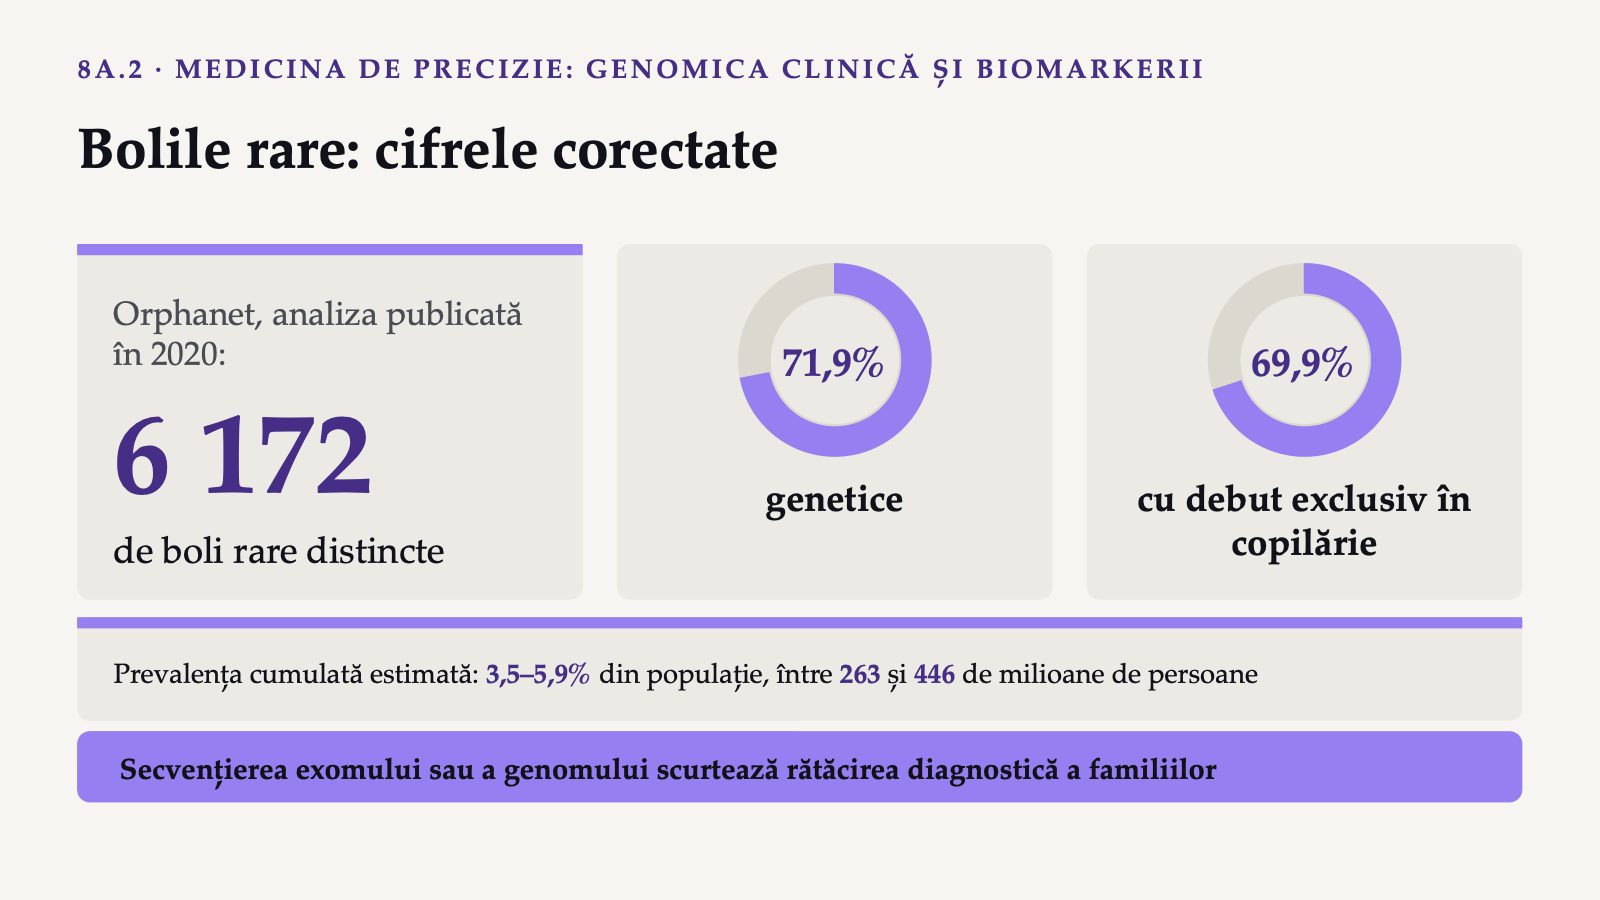 8A.2 · MEDICINA DE PRECIZIE: GENOMICA CLINICĂ ȘI BIOMARKERII
Bolile rare: cifrele corectate
Orphanet, analiza publicată
în 2020:
6 172
de boli rare distincte
71,9%
genetice
69,9%
cu debut exclusiv în
copilărie
Prevalența cumulată estimată: 3,5–5,9% din populație, între 263 și 446 de milioane de persoane
Secvențierea exomului sau a genomului scurtează rătăcirea diagnostică a familiilor